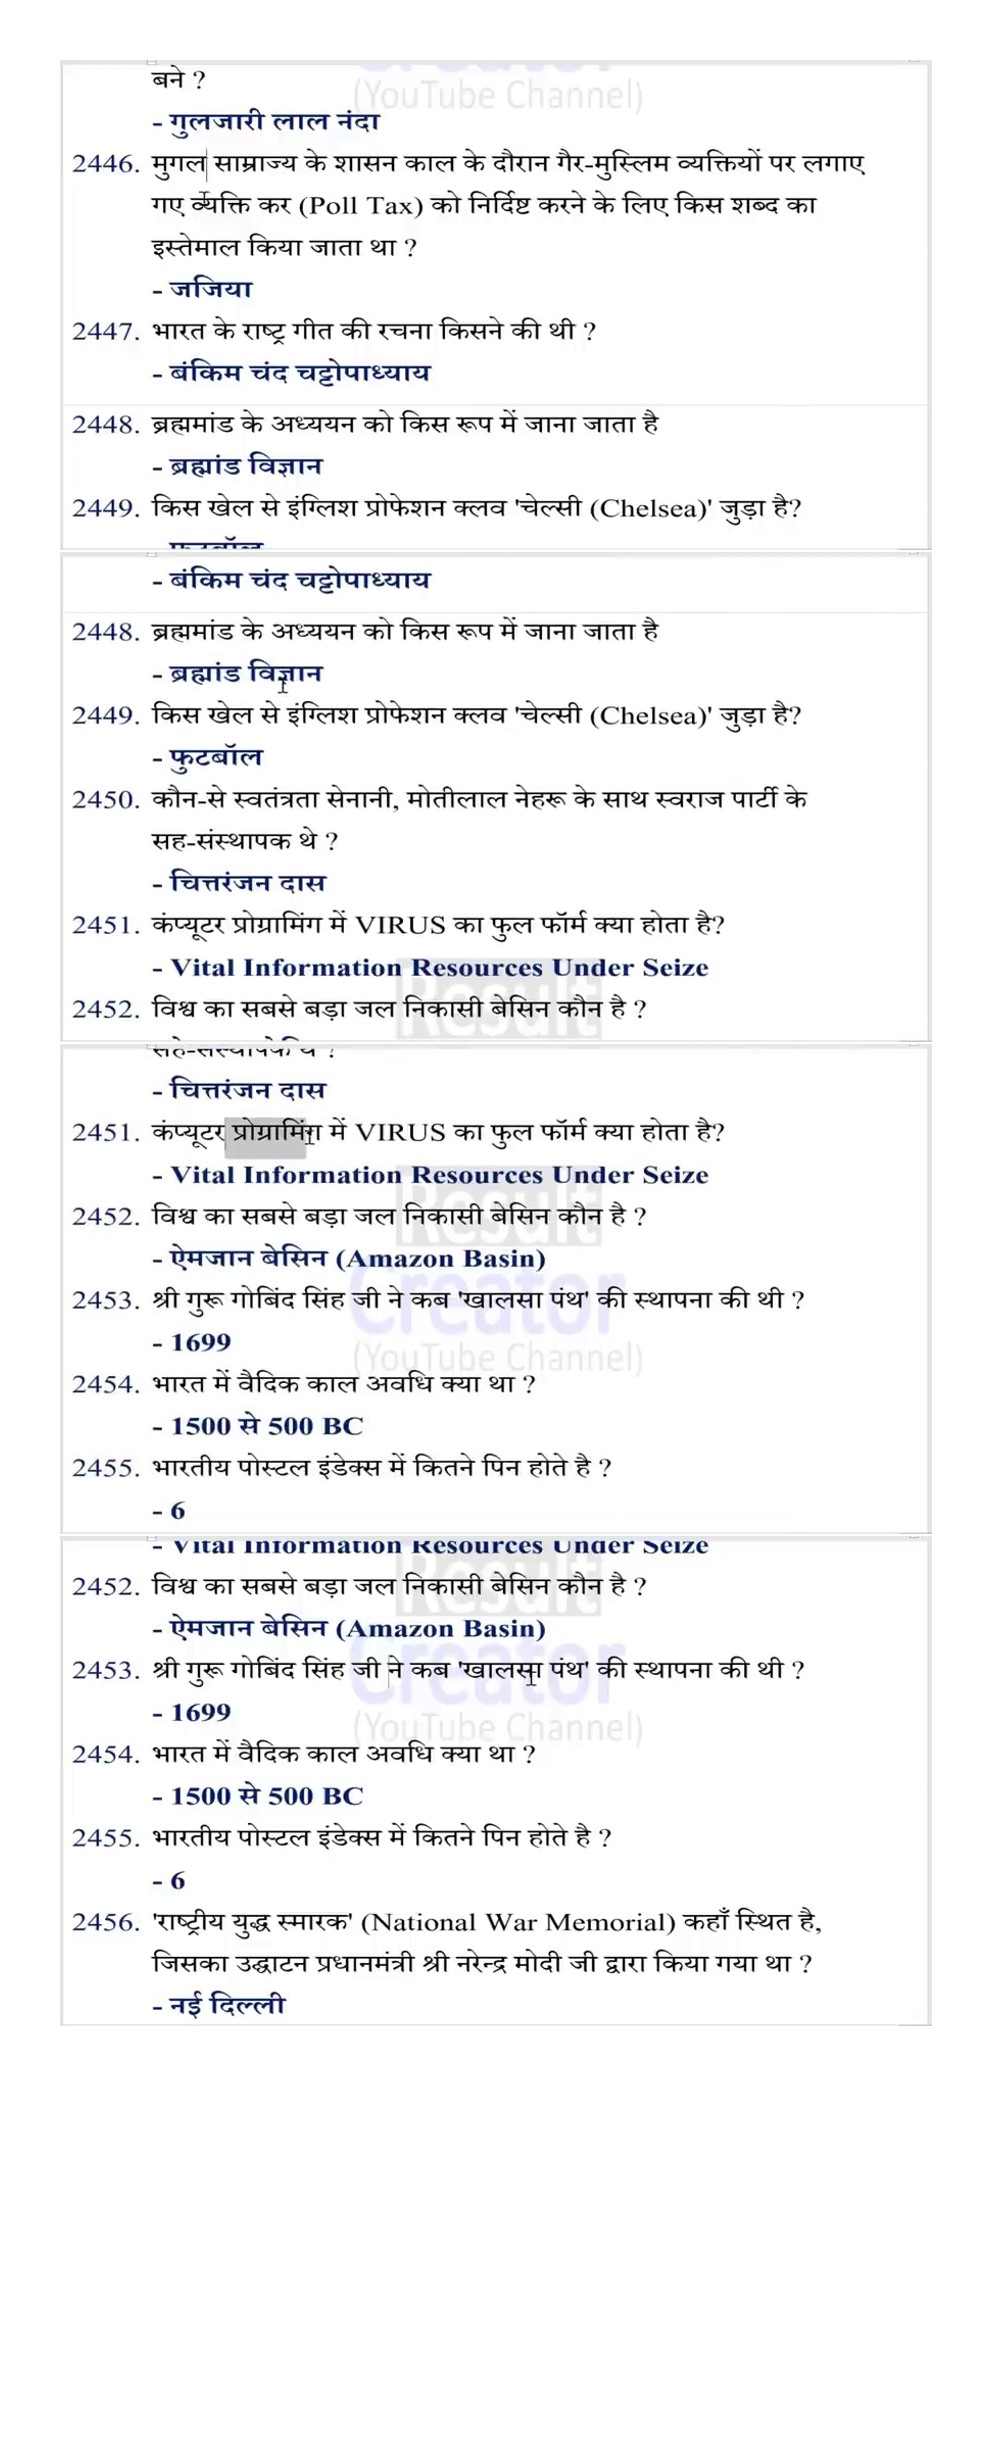 Creator
(YouTube Channel)
बने ?
- गुलजारी लाल नंदा
2446. मुगल साम्राज्य के शासन काल के दौरान गैर-मुस्लिम व्यक्तियों पर लगाए
गए व्यक्ति कर (Poll Tax) को निर्दिष्ट करने के लिए किस शब्द का
इस्तेमाल किया जाता था ?
- जजिया
2447. भारत के राष्ट्र गीत की रचना किसने की थी ?
- बंकिम चंद चट्टोपाध्याय
2448. ब्रह्ममांड के अध्ययन को किस रूप में जाना जाता है
- ब्रह्मांड विज्ञान
2449. किस खेल से इंग्लिश प्रोफेशन क्लव 'चेल्सी (Chelsea)' जुड़ा है?
- फुटबॉल
- बंकिम चंद चट्टोपाध्याय
2448. ब्रह्ममांड के अध्ययन को किस रूप में जाना जाता है
- ब्रह्मांड विज्ञान
2449. किस खेल से इंग्लिश प्रोफेशन क्लव 'चेल्सी (Chelsea)' जुड़ा है?
- फुटबॉल
2450. कौन-से स्वतंत्रता सेनानी, मोतीलाल नेहरू के साथ स्वराज पार्टी के
सह-संस्थापक थे ?
- चित्तरंजन दास
2451. कंप्यूटर प्रोग्रामिंग में VIRUS का फुल फॉर्म क्या होता है?
- Vital Information Resources Under Seize
Result
2452. विश्व का सबसे बड़ा जल निकासी बेसिन कौन है ?
सह-संस्थापक थे ?
- चित्तरंजन दास
2451. कंप्यूटर प्रोग्रामिंग में VIRUS का फुल फॉर्म क्या होता है?
- Vital Information Resources Under Seize
Result
2452. विश्व का सबसे बड़ा जल निकासी बेसिन कौन है ?
- ऐमजान बेसिन (Amazon Basin)
Creator
2453. श्री गुरू गोबिंद सिंह जी ने कब 'खालसा पंथ' की स्थापना की थी ?
- 1699
(YouTube Channel)
2454. भारत में वैदिक काल अवधि क्या था ?
- 1500 से 500 BC
2455. भारतीय पोस्टल इंडेक्स में कितने पिन होते है ?
- 6
- Vital Information Resources Under Seize
Result
2452. विश्व का सबसे बड़ा जल निकासी बेसिन कौन है ?
- ऐमजान बेसिन (Amazon Basin)
Creator
2453. श्री गुरू गोबिंद सिंह जी ने कब 'खालसा पंथ' की स्थापना की थी ?
- 1699
(YouTube Channel)
2454. भारत में वैदिक काल अवधि क्या था ?
- 1500 से 500 BC
2455. भारतीय पोस्टल इंडेक्स में कितने पिन होते है ?
- 6
2456. 'राष्ट्रीय युद्ध स्मारक' (National War Memorial) कहाँ स्थित है,
जिसका उद्घाटन प्रधानमंत्री श्री नरेन्द्र मोदी जी द्वारा किया गया था ?
- नई दिल्ली